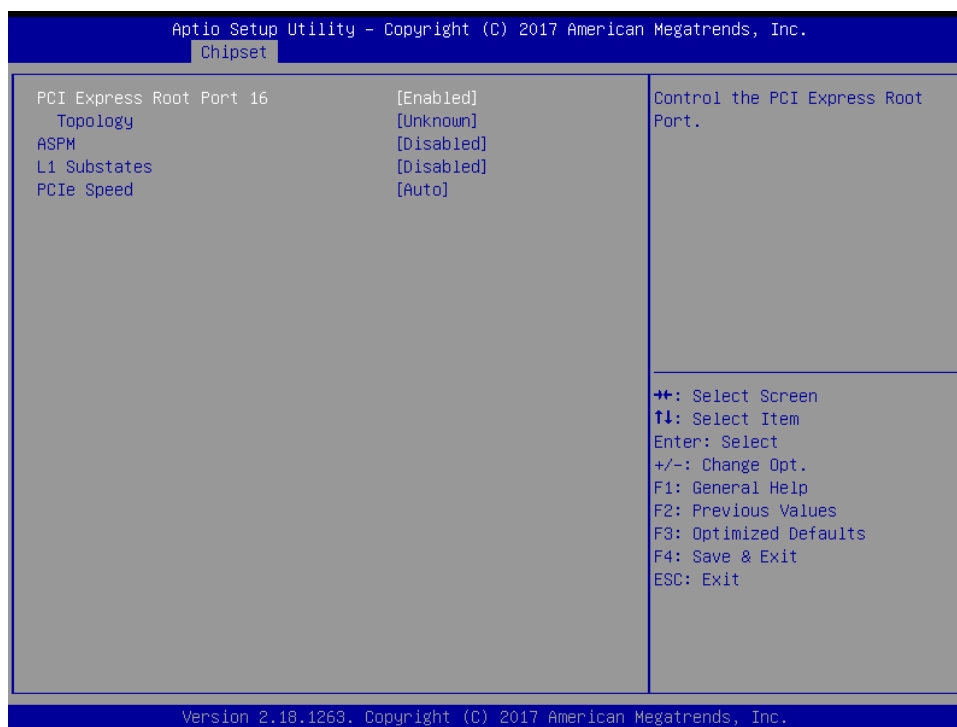 Aptio Setup Utility – Copyright (C) 2017 American Megatrends, Inc.
Chipset
PCI Express Root Port 16 [Enabled]
Topology [Unknown]
ASPM [Disabled]
L1 Substates [Disabled]
PCIe Speed [Auto]
Control the PCI Express Root
Port.
→←: Select Screen
↑↓: Select Item
Enter: Select
+/-: Change Opt.
F1: General Help
F2: Previous Values
F3: Optimized Defaults
F4: Save & Exit
ESC: Exit
Version 2.18.1263. Copyright (C) 2017 American Megatrends, Inc.